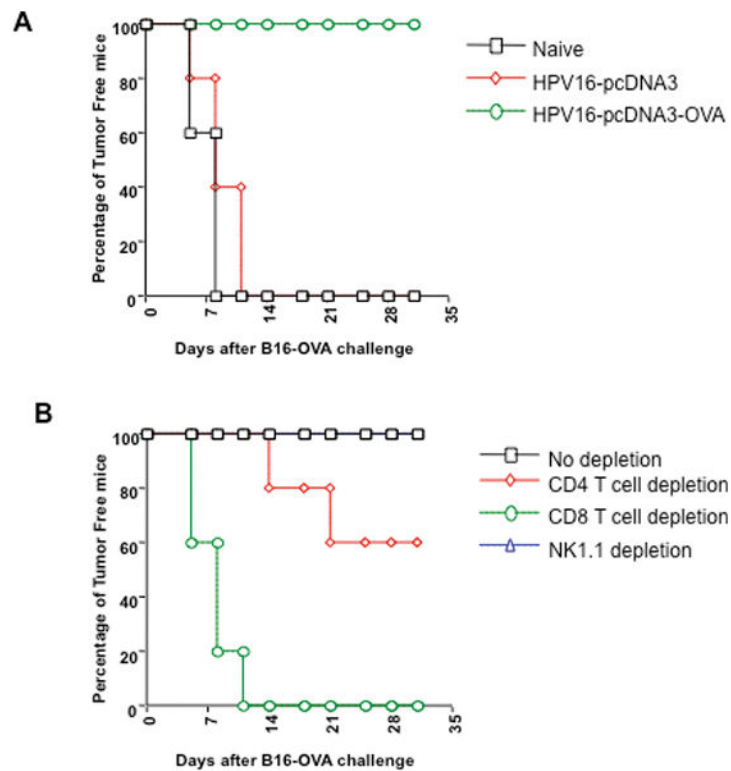 A
Percentage of Tumor Free mice
100
80
60
40
20
0
0
7
14
21
28
35
Days after B16-OVA challenge
Naive
HPV16-pcDNA3
HPV16-pcDNA3-OVA
B
Percentage of Tumor Free mice
100
80
60
40
20
0
0
7
14
21
28
35
Days after B16-OVA challenge
No depletion
CD4 T cell depletion
CD8 T cell depletion
NK1.1 depletion